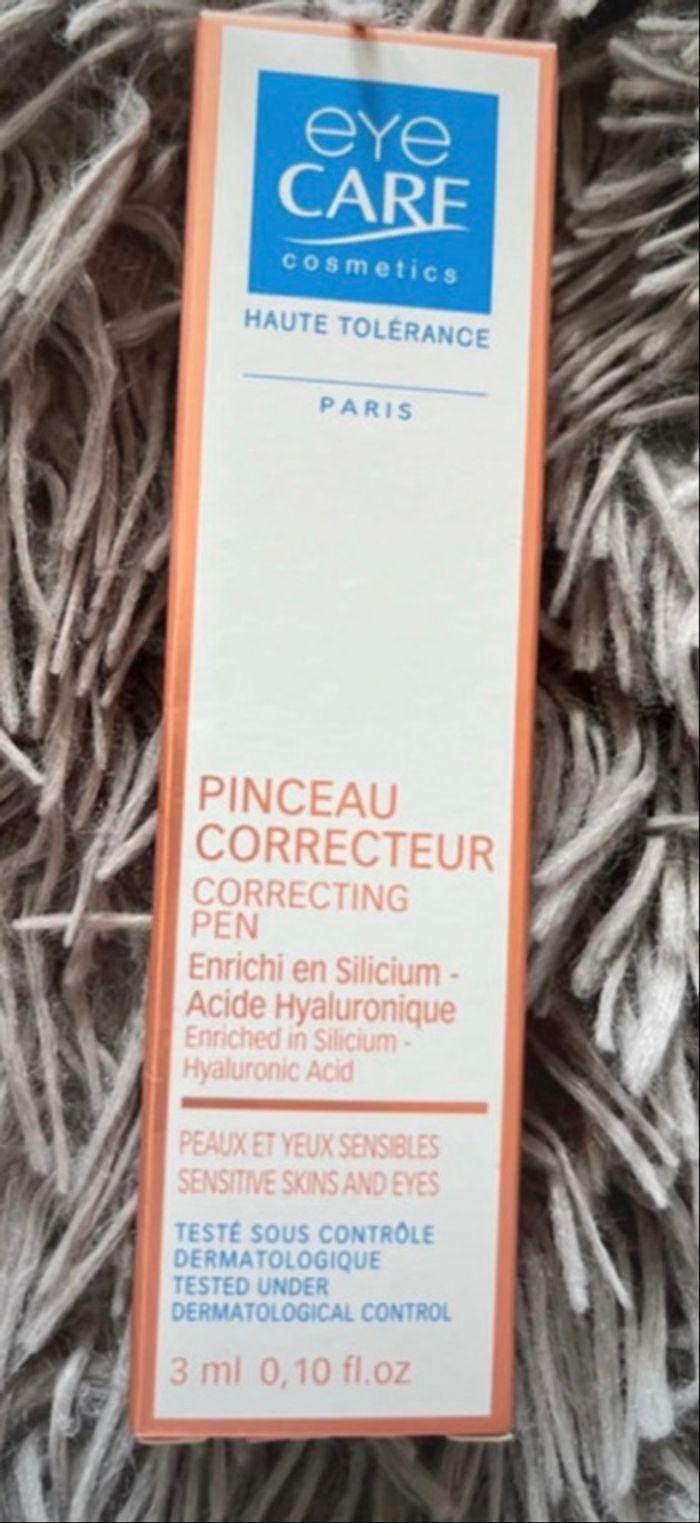 eye
CARE
cosmetics
HAUTE TOLÉRANCE
PARIS
PINCEAU
CORRECTEUR
CORRECTING
PEN
Enrichi en Silicium -
Acide Hyaluronique
Enriched in Silicium -
Hyaluronic Acid
PEAUX ET YEUX SENSIBLES
SENSITIVE SKINS AND EYES
TESTÉ SOUS CONTRÔLE
DERMATOLOGIQUE
TESTED UNDER
DERMATOLOGICAL CONTROL
3 ml 0,10 fl.oz